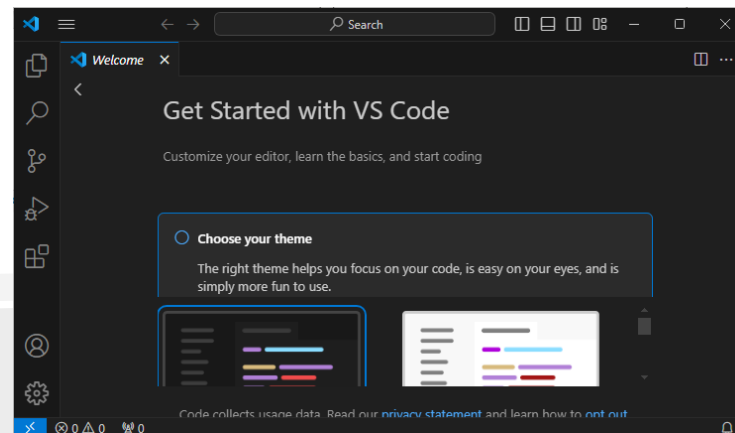 Search
Welcome
Get Started with VS Code
Customize your editor, learn the basics, and start coding
Choose your theme
The right theme helps you focus on your code, is easy on your eyes, and is
simply more fun to use.
Code collects usage data. Read our privacy statement and learn how to opt out
0 0 0